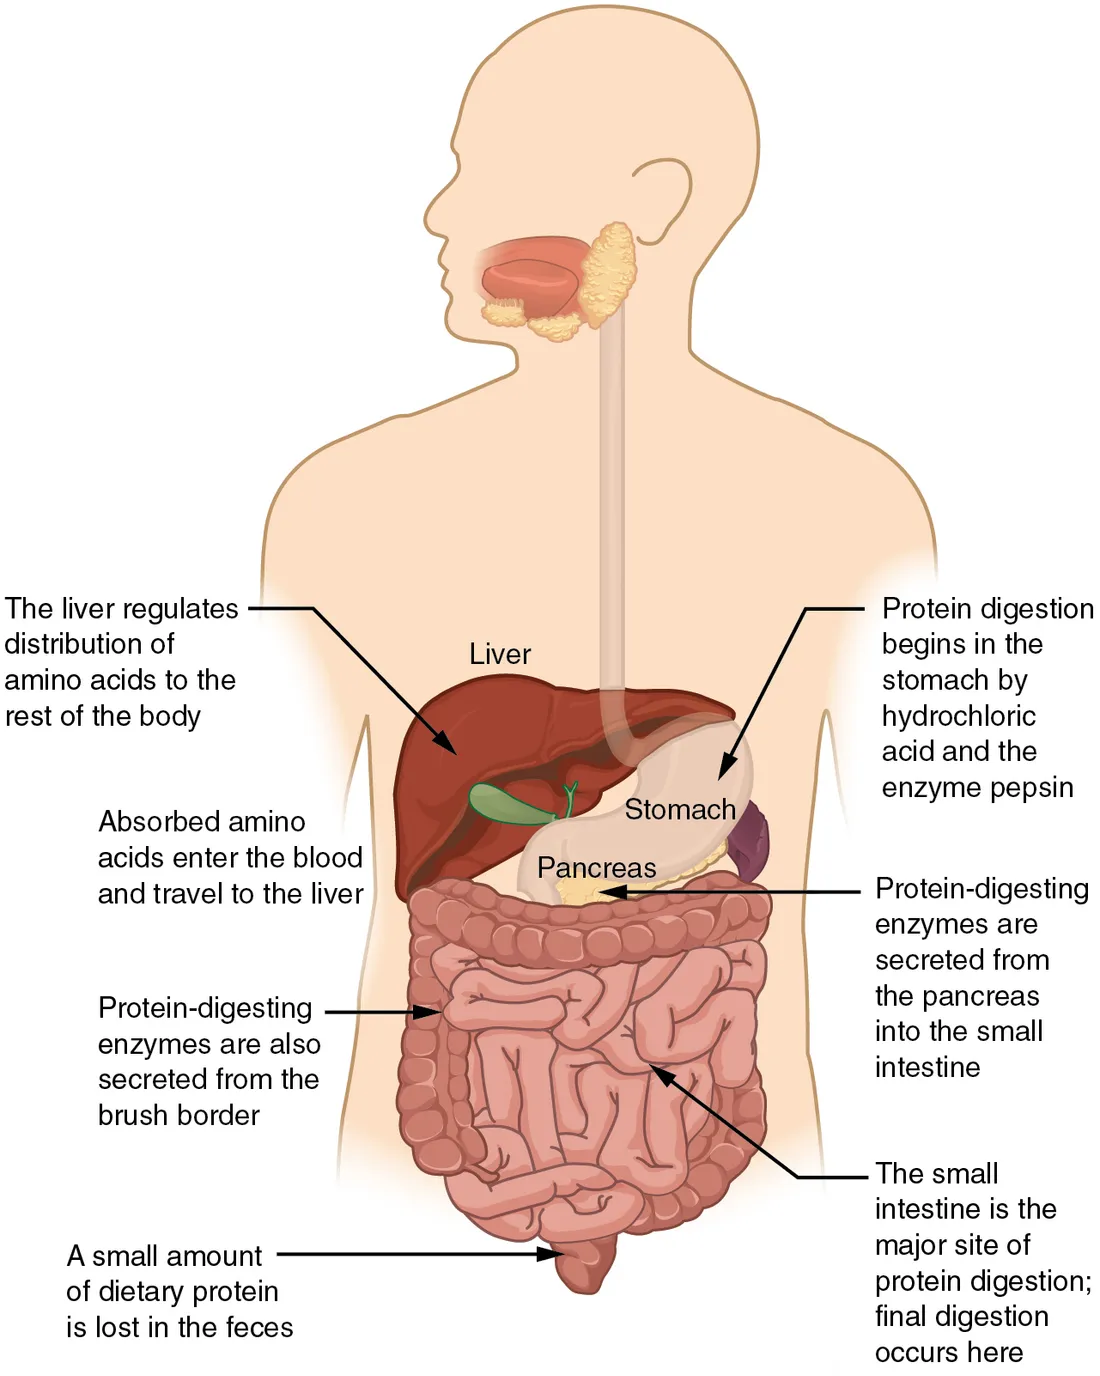 The liver regulates
distribution of
amino acids to the
rest of the body
Liver
Protein digestion
begins in the
stomach by
hydrochloric
acid and the
enzyme pepsin
Absorbed amino
acids enter the blood
and travel to the liver
Stomach
Pancreas
Protein-digesting
enzymes are
secreted from
the pancreas
into the small
intestine
Protein-digesting
enzymes are also
secreted from the
brush border
The small
intestine is the
major site of
protein digestion;
final digestion
occurs here
A small amount
of dietary protein
is lost in the feces